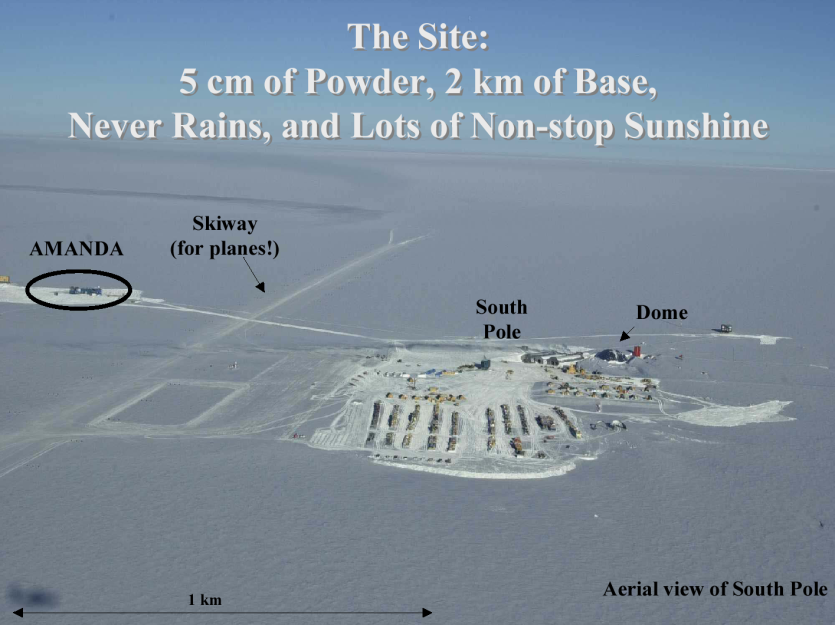 The Site:
5 cm of Powder, 2 km of Base,
Never Rains, and Lots of Non-stop Sunshine
Skiway
(for planes!)
AMANDA
South
Pole
Dome
Aerial view of South Pole
1 km